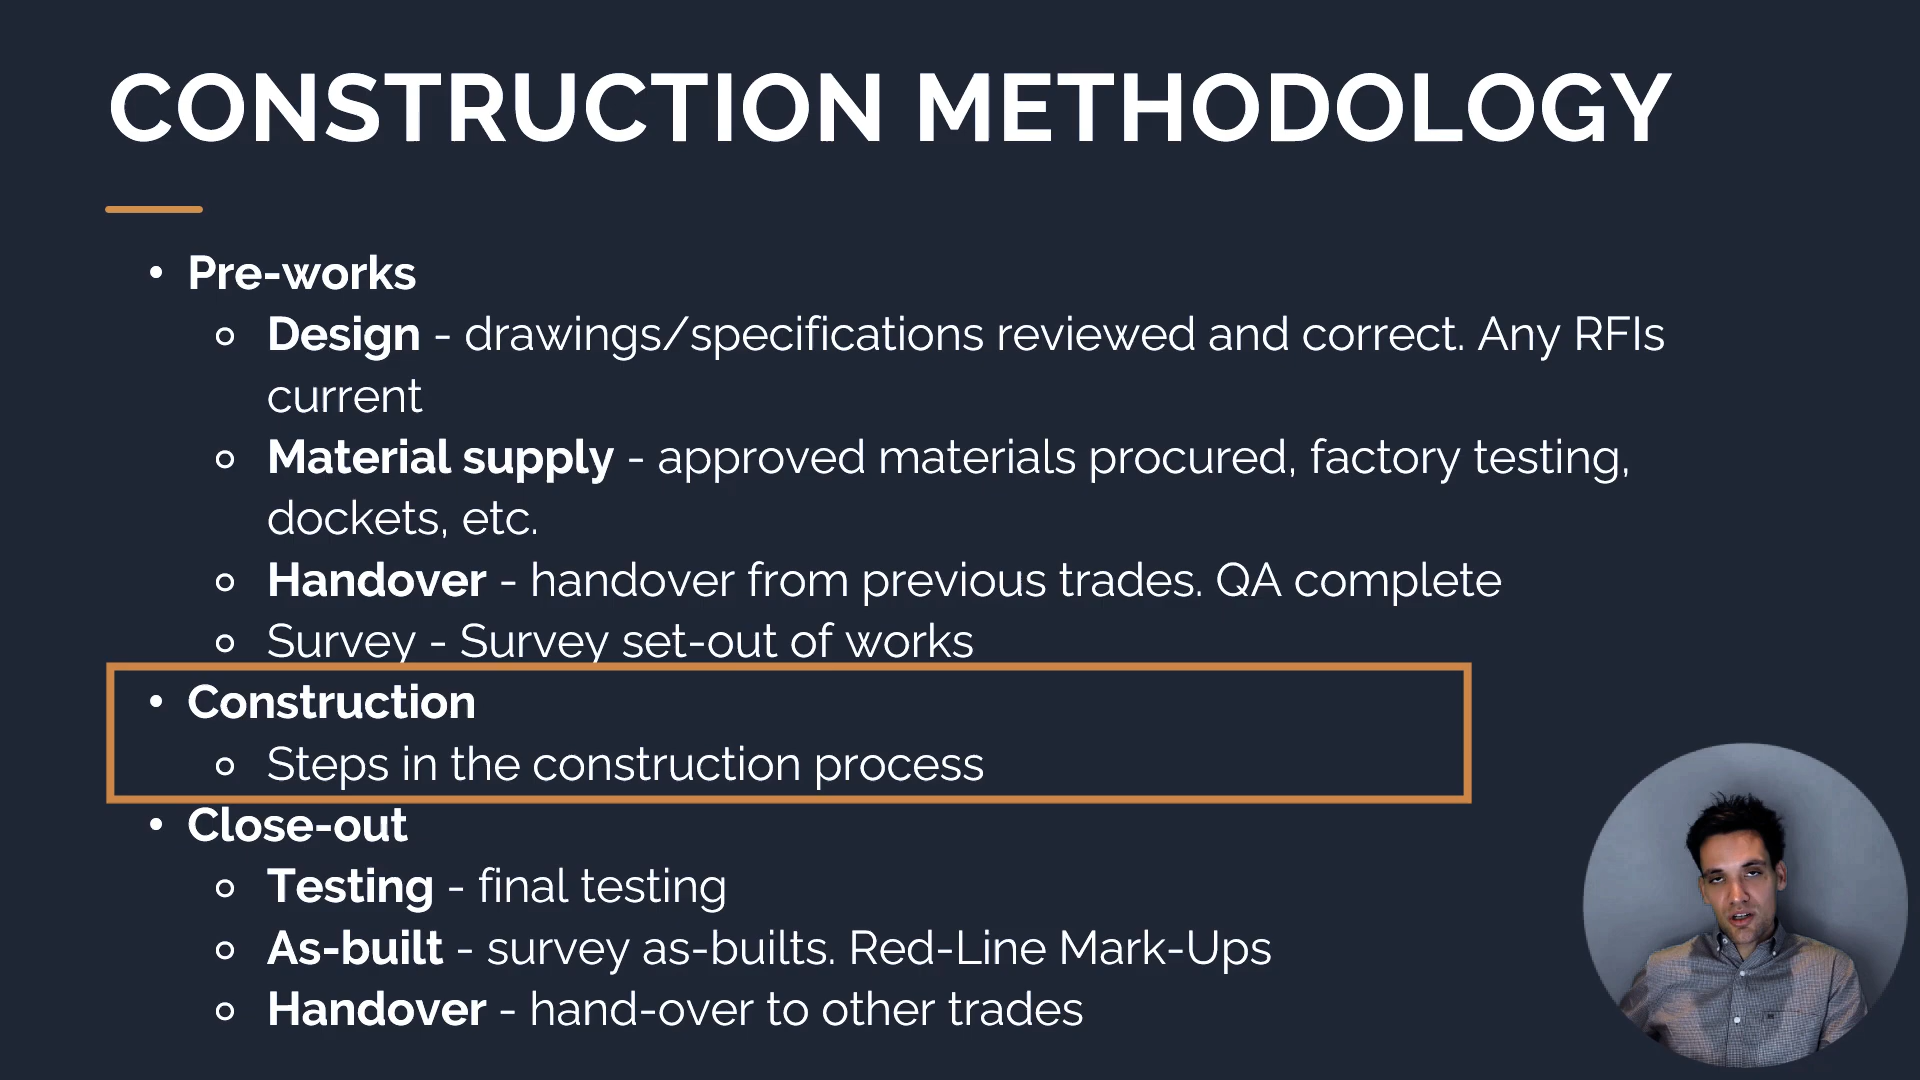 CONSTRUCTION METHODOLOGY
• Pre-works
○ Design - drawings/specifications reviewed and correct. Any RFIs
current
○ Material supply - approved materials procured, factory testing,
dockets, etc.
○ Handover - handover from previous trades. QA complete
○ Survey - Survey set-out of works
• Construction
○ Steps in the construction process
• Close-out
○ Testing - final testing
○ As-built - survey as-builts. Red-Line Mark-Ups
○ Handover - hand-over to other trades